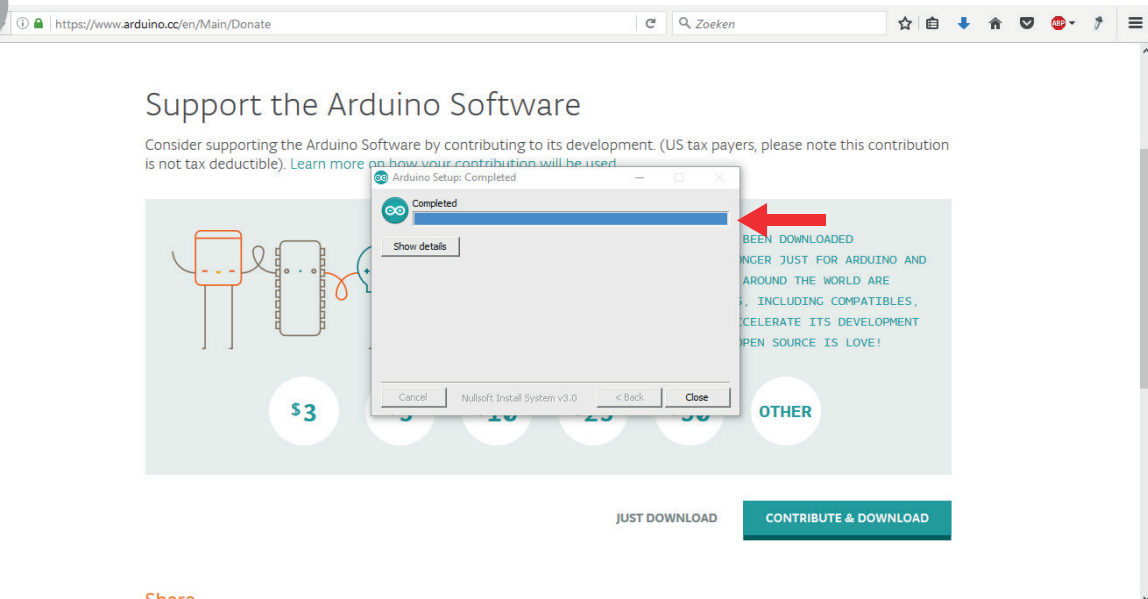 https://www.arduino.cc/en/Main/Donate
Zoeken
ABP
Support the Arduino Software
Consider supporting the Arduino Software by contributing to its development. (US tax payers, please note this contribution
is not tax deductible). Learn more on how your contribution will be used.
Arduino Setup: Completed
Completed
Show details
BEEN DOWNLOADED
JUST FOR ARDUINO AND
AROUND THE WORLD ARE
, INCLUDING COMPATIBLES,
ITS DEVELOPMENT
SOURCE IS LOVE!
Cancel
Nullsoft Install System v3.0
< Back
Close
$3
OTHER
JUST DOWNLOAD
CONTRIBUTE & DOWNLOAD
Share